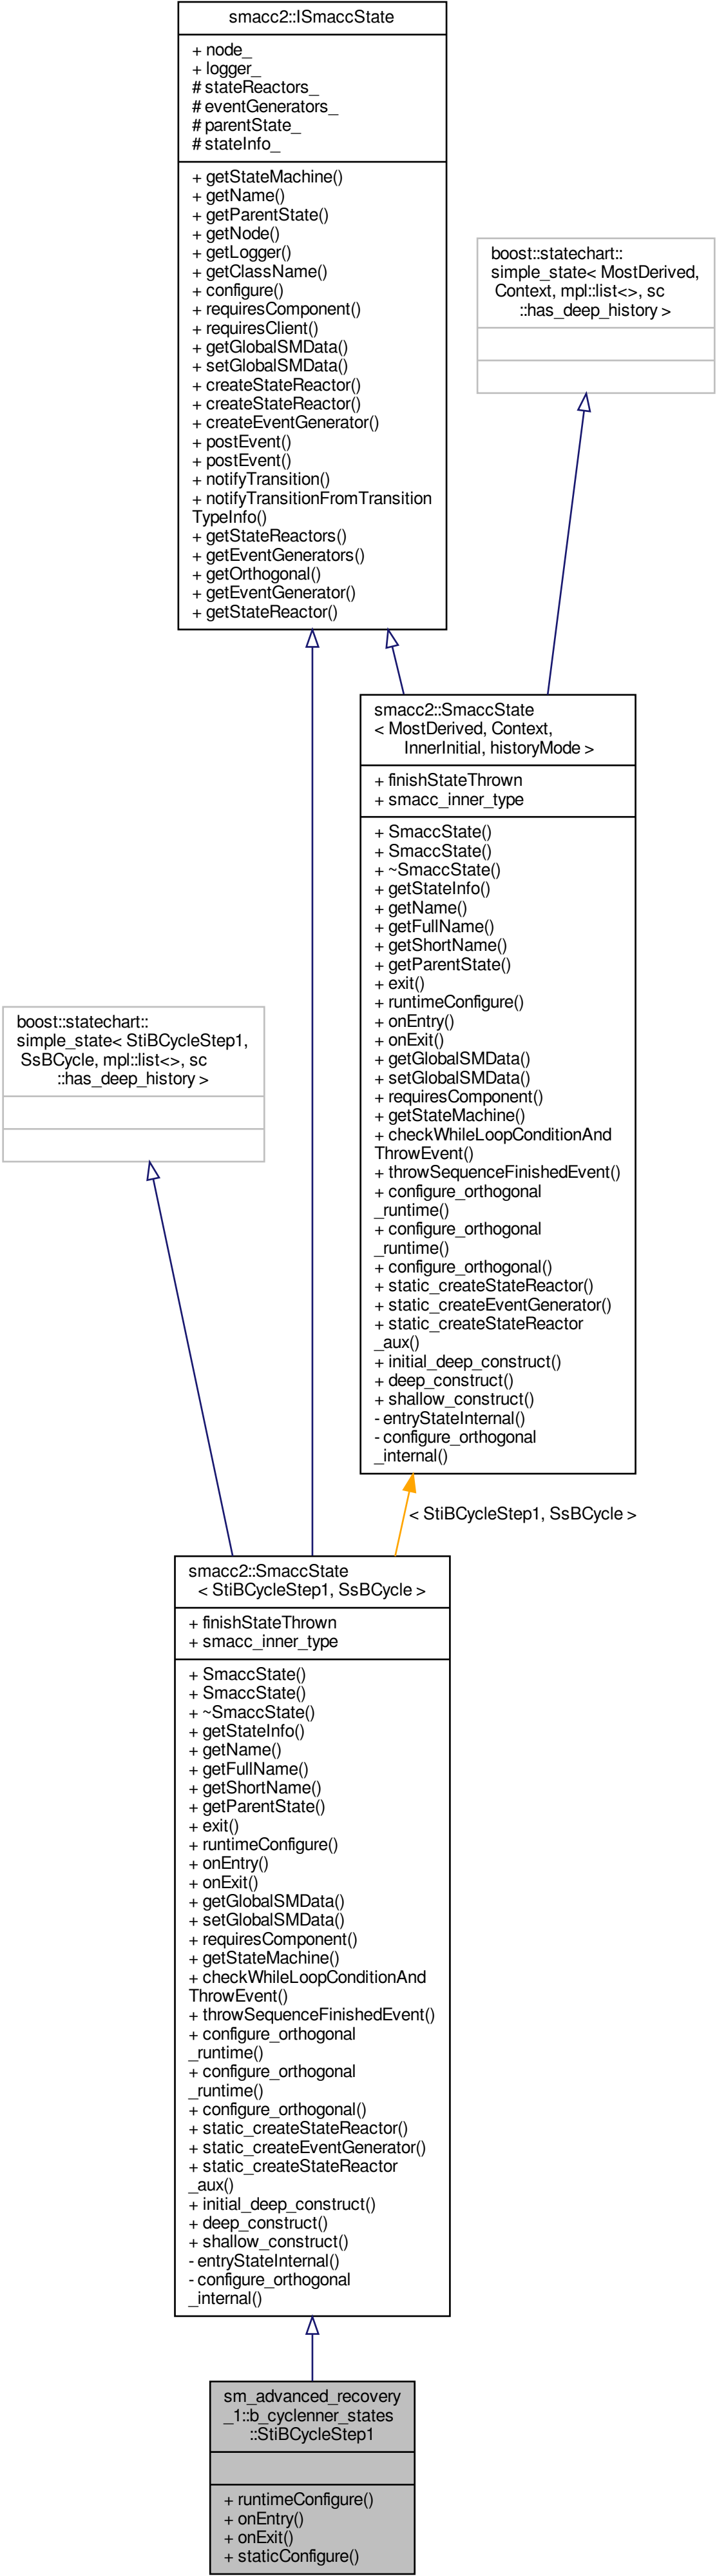 smacc2::ISmaccState
+ node_
+ logger_
# stateReactors_
# eventGenerators_
# parentState_
# stateInfo_
+ getStateMachine()
+ getName()
+ getParentState()
+ getNode()
+ getLogger()
+ getClassName()
+ configure()
+ requiresComponent()
+ requiresClient()
+ getGlobalSMData()
+ setGlobalSMData()
+ createStateReactor()
+ createStateReactor()
+ createEventGenerator()
+ postEvent()
+ postEvent()
+ notifyTransition()
+ notifyTransitionFromTransition
TypeInfo()
+ getStateReactors()
+ getEventGenerators()
+ getOrthogonal()
+ getEventGenerator()
+ getStateReactor()
boost::statechart::
simple_state< MostDerived,
Context, mpl::list<>, sc
::has_deep_history >
smacc2::SmaccState
< MostDerived, Context,
InnerInitial, historyMode >
+ finishStateThrown
+ smacc_inner_type
+ SmaccState()
+ SmaccState()
+ ~SmaccState()
+ getStateInfo()
+ getName()
+ getFullName()
+ getShortName()
+ getParentState()
+ exit()
+ runtimeConfigure()
+ onEntry()
+ onExit()
+ getGlobalSMData()
+ setGlobalSMData()
+ requiresComponent()
+ getStateMachine()
+ checkWhileLoopConditionAnd
ThrowEvent()
+ throwSequenceFinishedEvent()
+ configure_orthogonal
_runtime()
+ configure_orthogonal
_runtime()
+ configure_orthogonal()
+ static_createStateReactor()
+ static_createEventGenerator()
+ static_createStateReactor
_aux()
+ initial_deep_construct()
+ deep_construct()
+ shallow_construct()
- entryStateInternal()
- configure_orthogonal
_internal()
boost::statechart::
simple_state< StiBCycleStep1,
SsBCycle, mpl::list<>, sc
::has_deep_history >
< StiBCycleStep1, SsBCycle >
smacc2::SmaccState
< StiBCycleStep1, SsBCycle >
+ finishStateThrown
+ smacc_inner_type
+ SmaccState()
+ SmaccState()
+ ~SmaccState()
+ getStateInfo()
+ getName()
+ getFullName()
+ getShortName()
+ getParentState()
+ exit()
+ runtimeConfigure()
+ onEntry()
+ onExit()
+ getGlobalSMData()
+ setGlobalSMData()
+ requiresComponent()
+ getStateMachine()
+ checkWhileLoopConditionAnd
ThrowEvent()
+ throwSequenceFinishedEvent()
+ configure_orthogonal
_runtime()
+ configure_orthogonal
_runtime()
+ configure_orthogonal()
+ static_createStateReactor()
+ static_createEventGenerator()
+ static_createStateReactor
_aux()
+ initial_deep_construct()
+ deep_construct()
+ shallow_construct()
- entryStateInternal()
- configure_orthogonal
_internal()
sm_advanced_recovery
_1::b_cyclenner_states
::StiBCycleStep1
+ runtimeConfigure()
+ onEntry()
+ onExit()
+ staticConfigure()